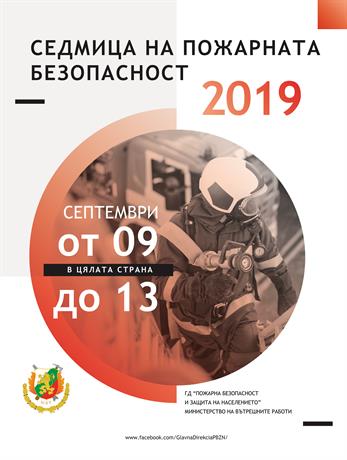 СЕДМИЦА НА ПОЖАРНАТА
БЕЗОПАСНОСТ
2019
СЕПТЕМВРИ
от 09
В ЦЯЛАТА СТРАНА
до 13
ГД "ПОЖАРНА БЕЗОПАСНОСТ
И ЗАЩИТА НА НАСЕЛЕНИЕТО"
МИНИСТЕРСТВО НА ВЪТРЕШНИТЕ РАБОТИ
www.facebook.com/GlavnaDirekciaPBZN/